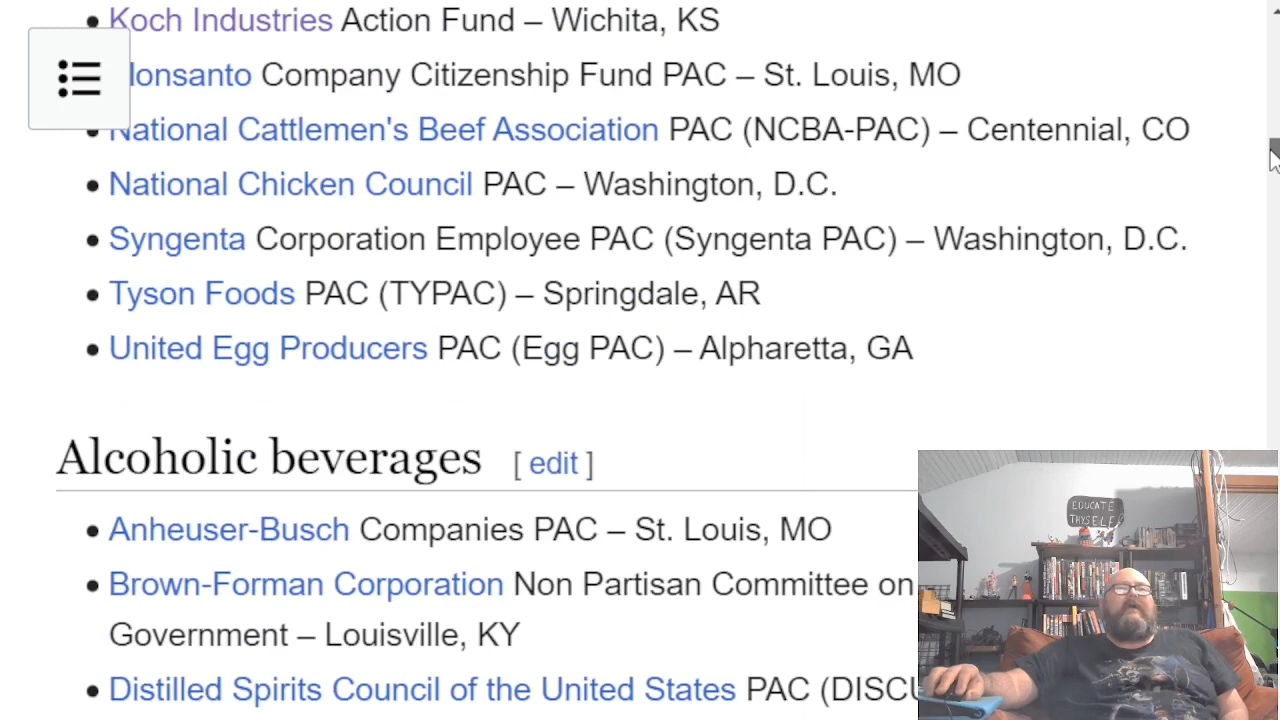 Koch Industries Action Fund – Wichita, KS
Monsanto Company Citizenship Fund PAC – St. Louis, MO
National Cattlemen's Beef Association PAC (NCBA-PAC) – Centennial, CO
National Chicken Council PAC – Washington, D.C.
Syngenta Corporation Employee PAC (Syngenta PAC) – Washington, D.C.
Tyson Foods PAC (TYPAC) – Springdale, AR
United Egg Producers PAC (Egg PAC) – Alpharetta, GA
Alcoholic beverages [ edit ]
Anheuser-Busch Companies PAC – St. Louis, MO
Brown-Forman Corporation Non Partisan Committee on
Government – Louisville, KY
Distilled Spirits Council of the United States PAC (DISCU
EDUCATE
THYSELF